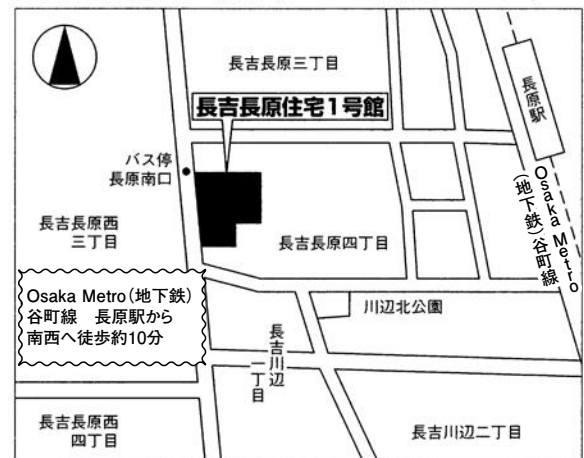 長吉長原三丁目
長原駅
長吉長原住宅1号館
バス停
長原南口
Osaka Metro
(地下鉄)谷町線
長吉長原西
三丁目
長吉長原四丁目
Osaka Metro(地下鉄)
谷町線 長原駅から
南西へ徒歩約10分
川辺北公園
長吉川辺
一丁目
長吉長原西
四丁目
長吉川辺二丁目